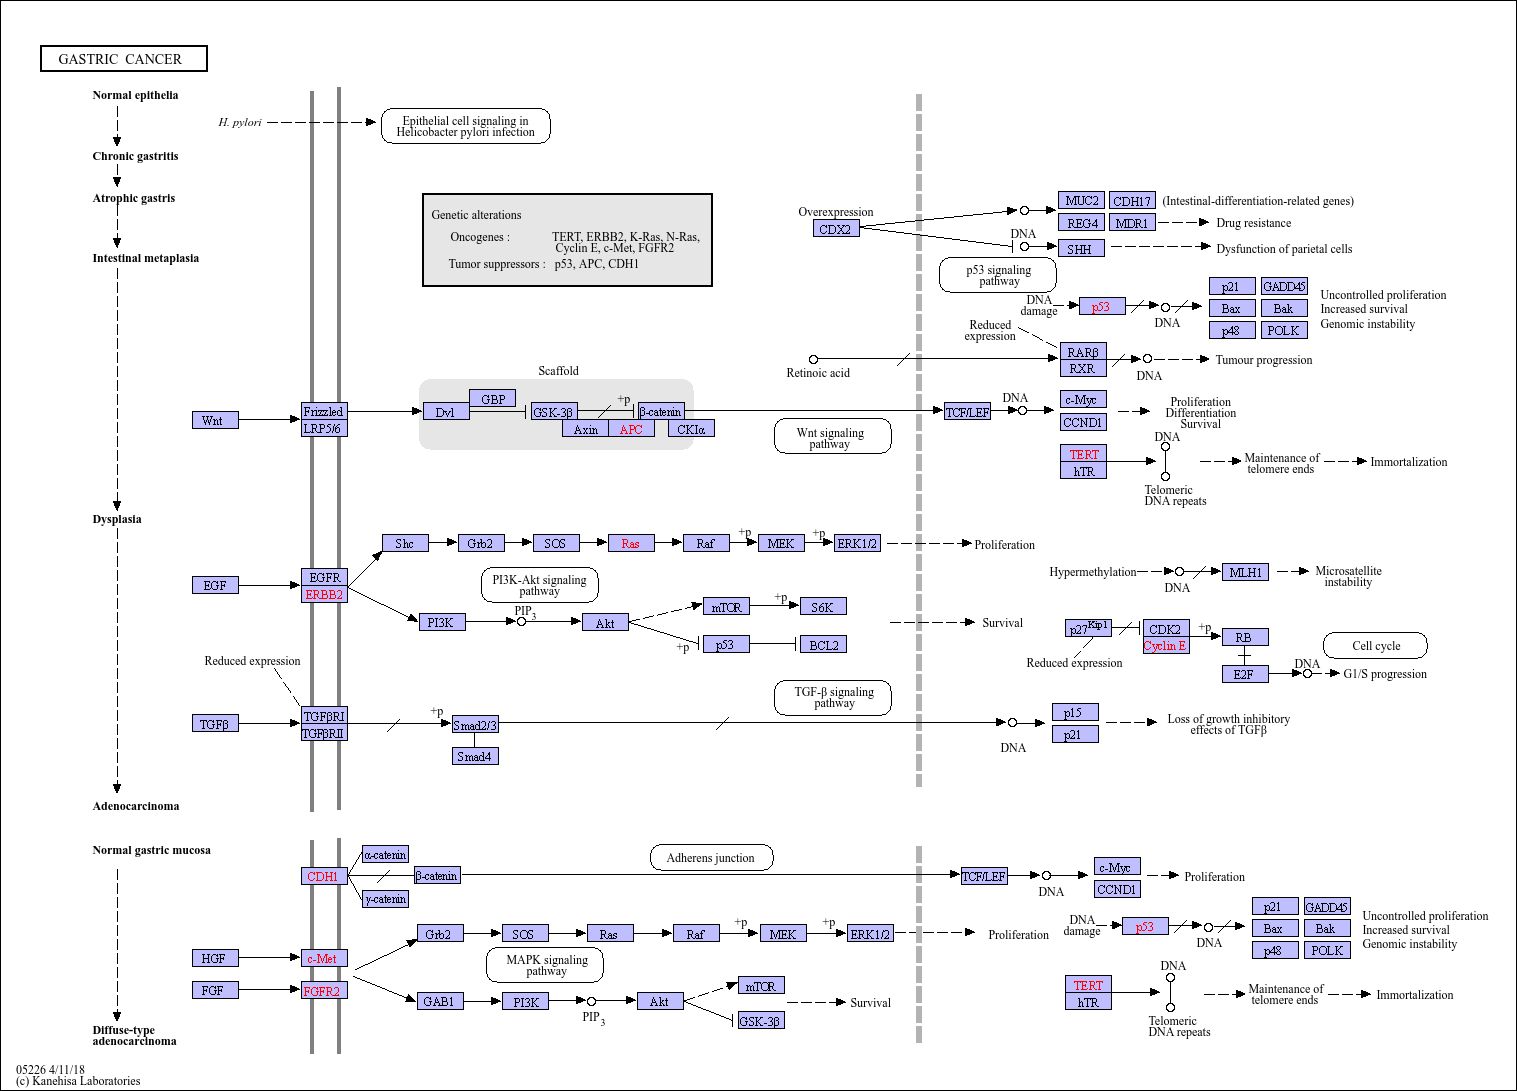 GASTRIC CANCER
Normal epithelia
H. pylori
Epithelial cell signaling in
Helicobacter pylori infection
Chronic gastritis
Atrophic gastris
Intestinal metaplasia
Genetic alterations
Oncogenes : TERT, ERBB2, K-Ras, N-Ras,
Cyclin E, c-Met, FGFR2
Tumor suppressors : p53, APC, CDH1
Overexpression
CDX2
MUC2 CDH17 (Intestinal-differentiation-related genes)
REG4 MDR1 Drug resistance
DNA
SHH Dysfunction of parietal cells
p53 signaling
pathway
DNA
damage
p53
DNA
p21 GADD45
Bax Bak
p48 POLK
Uncontrolled proliferation
Increased survival
Genomic instability
Reduced
expression
Retinoic acid
RARβ
RXR
DNA
Tumour progression
Scaffold
Wnt
Frizzled
LRP5/6
Dvl
GBP
GSK-3β
+p
β-catenin
Axin APC CKIα
Wnt signaling
pathway
TCF/LEF
DNA
c-Myc
CCND1
Proliferation
Differentiation
Survival
TERT
hTR
DNA
Telomeric
DNA repeats
Maintenance of
telomere ends
Immortalization
Dysplasia
EGF
EGFR
ERBB2
Shc Grb2 SOS Ras Raf +p MEK +p ERK1/2
Proliferation
PI3K-Akt signaling
pathway
PI3K
PIP3
Akt
mTOR +p S6K
+p p53 BCL2
Survival
Hypermethylation
DNA
MLH1
Microsatellite
instability
p27Kip1
Reduced expression
CDK2
Cyclin E
+p
RB
E2F
DNA
Cell cycle
G1/S progression
Reduced expression
TGFβ
TGFβRI
TGFβRII
+p
Smad2/3
Smad4
TGF-β signaling
pathway
DNA
p15
p21
Loss of growth inhibitory
effects of TGFβ
Adenocarcinoma
Normal gastric mucosa
CDH1
α-catenin
β-catenin
γ-catenin
Adherens junction
TCF/LEF
DNA
c-Myc
CCND1
Proliferation
HGF
c-Met
FGF
FGFR2
Grb2 SOS Ras Raf +p MEK +p ERK1/2
Proliferation
MAPK signaling
pathway
GAB1 PI3K
PIP3
Akt
mTOR
GSK-3β
Survival
DNA
damage
p53
DNA
p21 GADD45
Bax Bak
p48 POLK
Uncontrolled proliferation
Increased survival
Genomic instability
TERT
hTR
DNA
Telomeric
DNA repeats
Maintenance of
telomere ends
Immortalization
Diffuse-type
adenocarcinoma
05226 4/11/18
(c) Kanehisa Laboratories